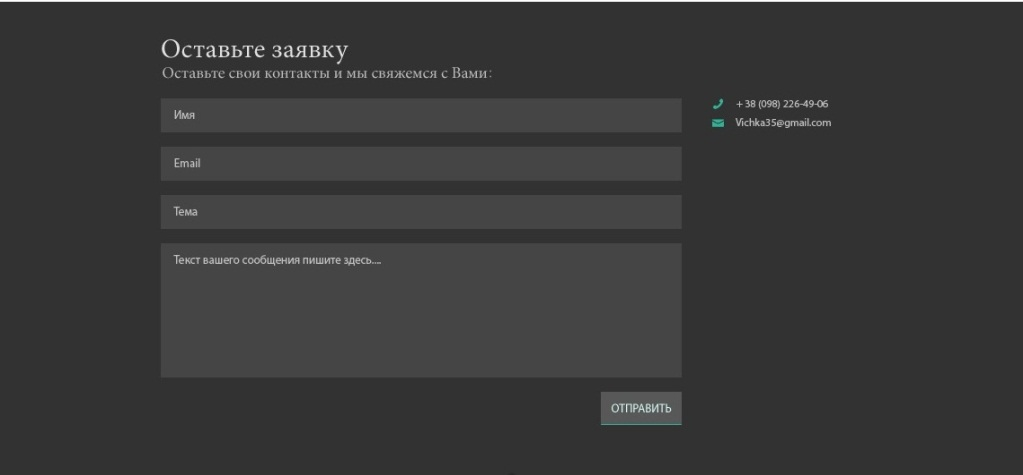 Оставьте заявку
Оставьте свои контакты и мы свяжемся с Вами:
Имя
Email
Тема
Текст вашего сообщения пишите здесь....
ОТПРАВИТЬ
+ 38 (098) 226-49-06
Vichka35@gmail.com